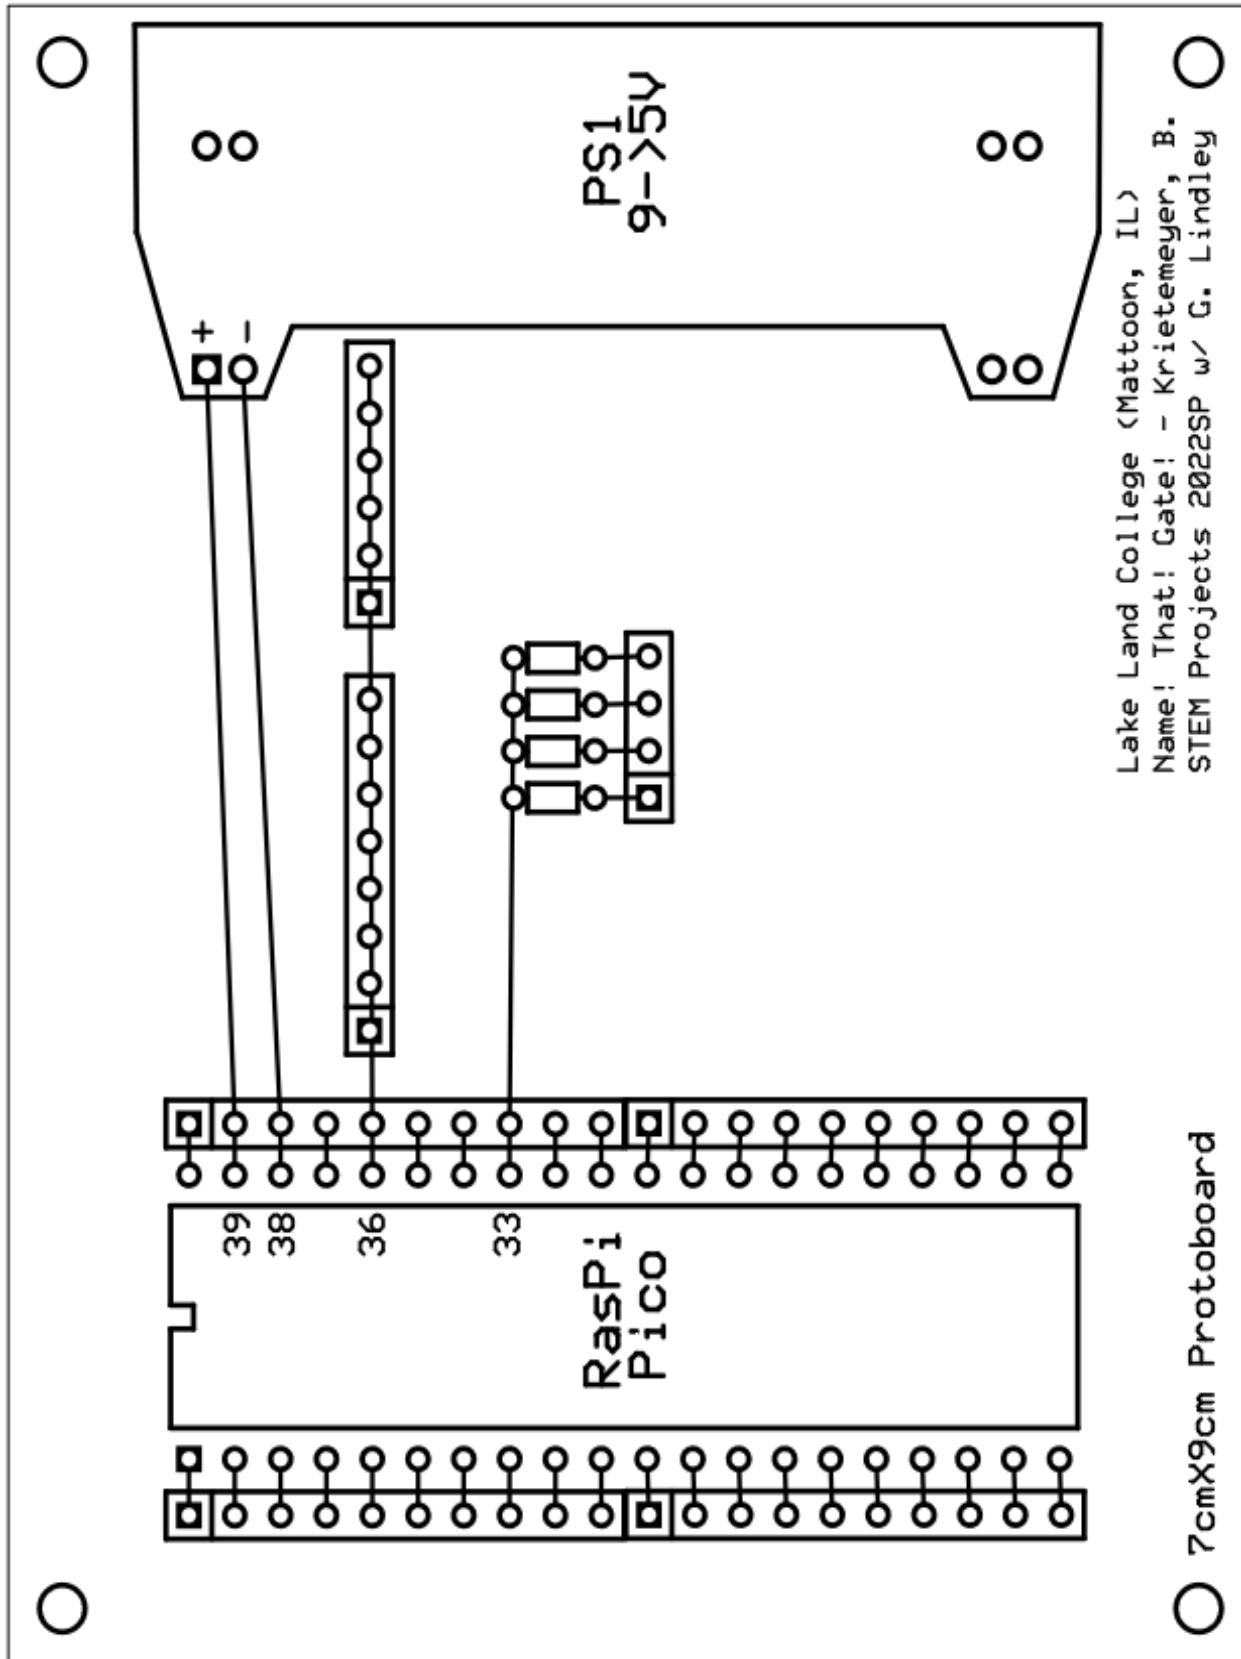 PS1
9->5V
+
-
Lake Land College (Mattoon, IL)
Name! That! Gate! - Krietemeyer, B.
STEM Projects 2022SP w/ G. Lindley
39
38
36
33
RasPi
Pico
7cmX9cm Protoboard